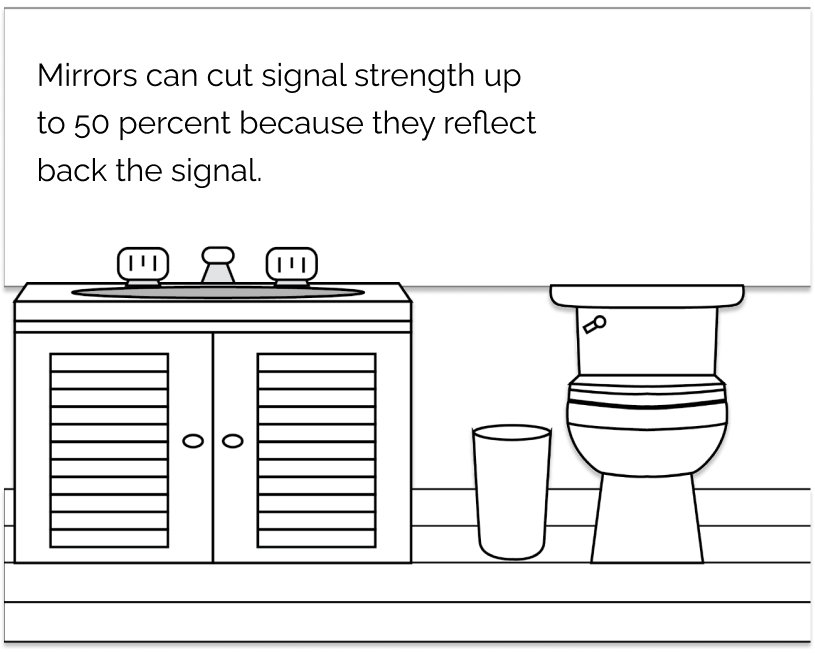 Mirrors can cut signal strength up
to 50 percent because they reflect
back the signal.